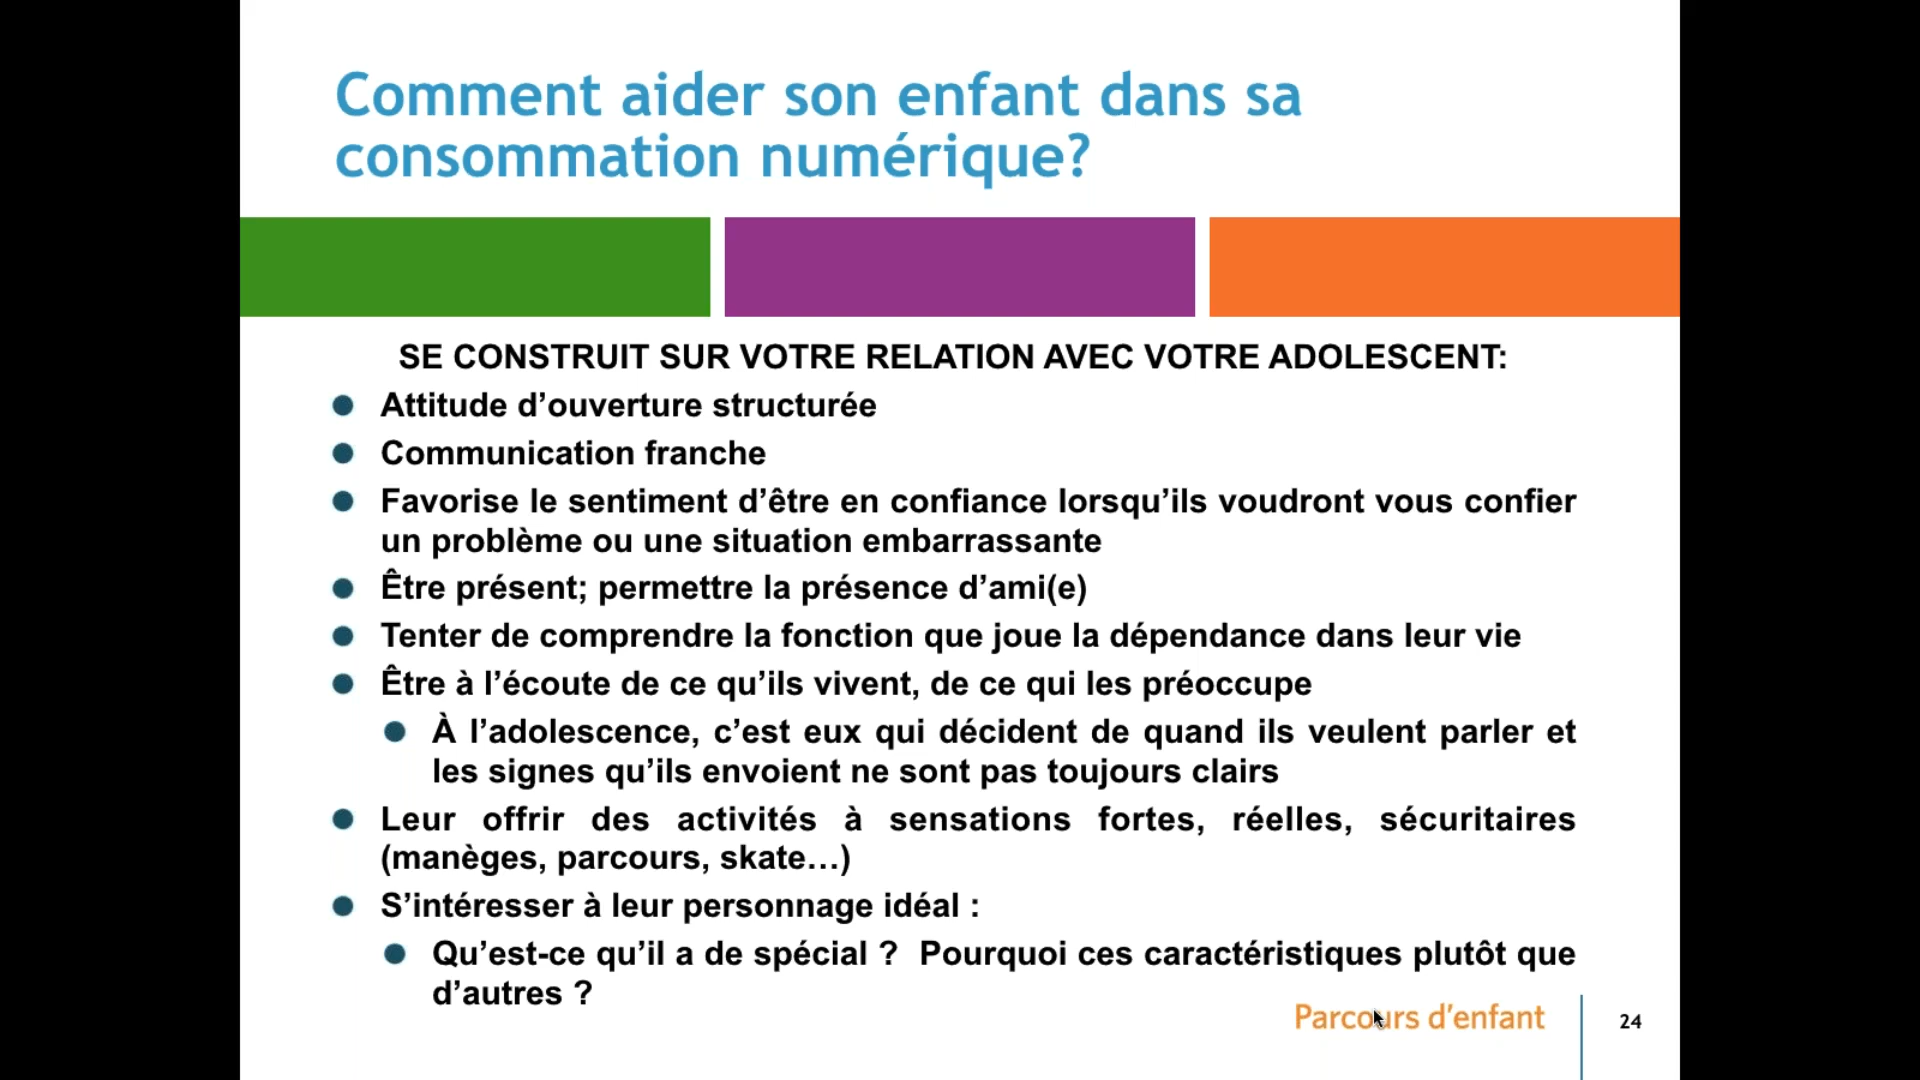 Comment aider son enfant dans sa
consommation numérique?
SE CONSTRUIT SUR VOTRE RELATION AVEC VOTRE ADOLESCENT:
Attitude d’ouverture structurée
Communication franche
Favorise le sentiment d’être en confiance lorsqu’ils voudront vous confier
un problème ou une situation embarrassante
Être présent; permettre la présence d’ami(e)
Tenter de comprendre la fonction que joue la dépendance dans leur vie
Être à l’écoute de ce qu’ils vivent, de ce qui les préoccupe
À l’adolescence, c’est eux qui décident de quand ils veulent parler et
les signes qu’ils envoient ne sont pas toujours clairs
Leur offrir des activités à sensations fortes, réelles, sécuritaires
(manèges, parcours, skate…)
S’intéresser à leur personnage idéal :
Qu’est-ce qu’il a de spécial ? Pourquoi ces caractéristiques plutôt que
d’autres ?
Parcours d’enfant
24